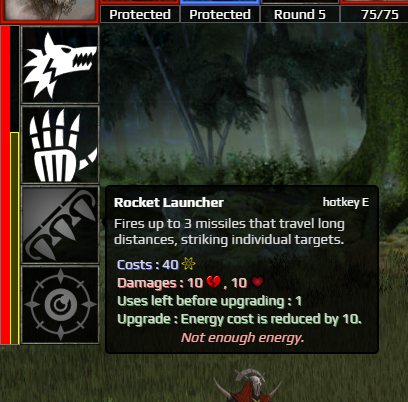 Protected Protected Round 5 75/75
Rocket Launcher hotkey E
Fires up to 3 missiles that travel long
distances, striking individual targets.
Costs : 40
Damages : 10 , 10
Uses left before upgrading : 1
Upgrade : Energy cost is reduced by 10.
Not enough energy.